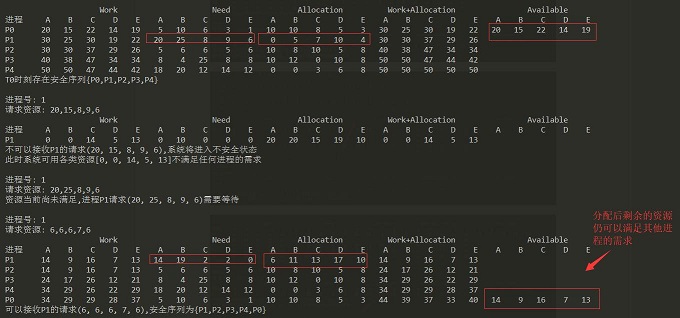 Work Need Allocation Work+Allocation Available
进程 A B C D E A B C D E A B C D E A B C D E A B C D E
P0 20 15 22 14 19 5 10 6 3 1 10 10 8 5 3 30 25 30 19 22 20 15 22 14 19
P1 30 25 30 19 22 20 25 8 9 6 0 5 7 10 4 30 30 37 29 26
P2 30 30 37 29 26 5 6 6 5 6 10 8 10 5 8 40 38 47 34 34
P3 40 38 47 34 34 8 4 25 8 8 10 12 0 10 8 50 50 47 44 42
P4 50 50 47 44 42 18 20 12 14 12 0 0 3 6 8 50 50 50 50 50
T0时刻存在安全序列{P0,P1,P2,P3,P4}
进程号: 1
请求资源: 20,15,8,9,6
Work Need Allocation Work+Allocation Available
进程 A B C D E A B C D E A B C D E A B C D E A B C D E
P1 0 0 14 5 13 0 10 0 0 0 20 20 15 19 10 0 0 14 5 13
不可以接收P1的请求(20, 15, 8, 9, 6),系统将进入不安全状态
此时系统可用各类资源[0, 0, 14, 5, 13]不满足任何进程的需求
进程号: 1
请求资源: 20,25,8,9,6
资源当前尚未满足,进程P1请求(20, 25, 8, 9, 6)需要等待
进程号: 1
请求资源: 6,6,6,7,6
分配后剩余的资源
仍可以满足其他进
程的需求
Work Need Allocation Work+Allocation Available
进程 A B C D E A B C D E A B C D E A B C D E A B C D E
P1 14 9 16 7 13 14 19 2 2 0 6 11 13 17 10 14 9 16 7 13
P2 14 9 16 7 13 5 6 6 5 6 10 8 10 5 8 24 17 26 12 21
P3 24 17 26 12 21 8 4 25 8 8 10 12 0 10 8 34 29 26 22 29
P4 34 29 26 22 29 18 20 12 14 12 0 0 3 6 8 34 29 29 28 37
P0 34 29 29 28 37 5 10 6 3 1 10 10 8 5 3 44 39 37 33 40 14 9 16 7 13
可以接收P1的请求(6, 6, 6, 7, 6),安全序列为{P1,P2,P3,P4,P0}